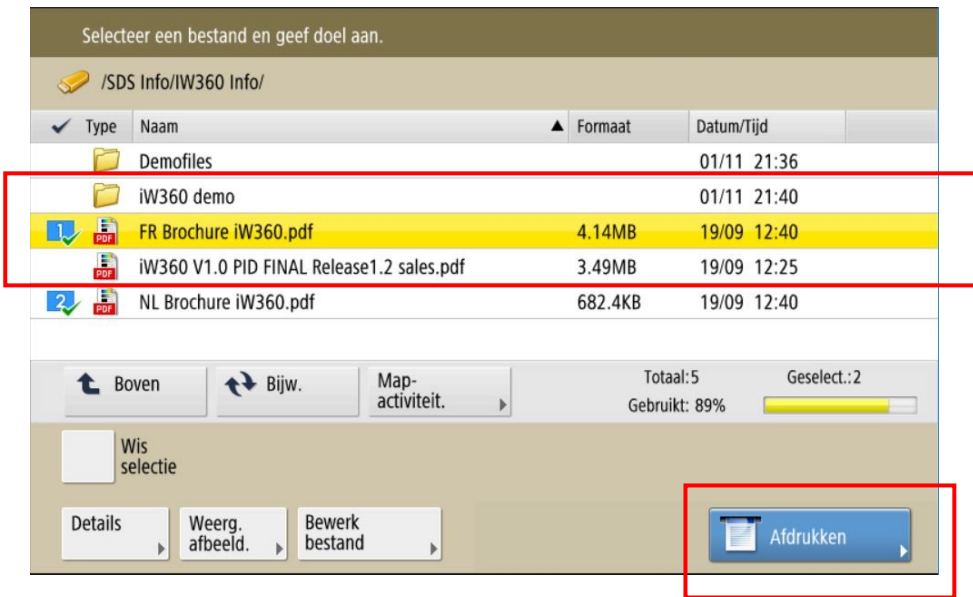 Selecteer een bestand en geef doel aan.
/SDS Info/IW360 Info/
Type Naam Formaat Datum/Tijd
Demofiles 01/11 21:36
iW360 demo 01/11 21:40
1 PDF FR Brochure iW360.pdf 4.14MB 19/09 12:40
PDF iW360 V1.0 PID FINAL Release1.2 sales.pdf 3.49MB 19/09 12:25
2 PDF NL Brochure iW360.pdf 682.4KB 19/09 12:40
Boven Bijw. Map-
activiteit.
Totaal:5 Geselect.:2
Gebruikt: 89%
Wis
selectie
Details Weerg.
afbeeld.
Bewerk
bestand
Afdrukken